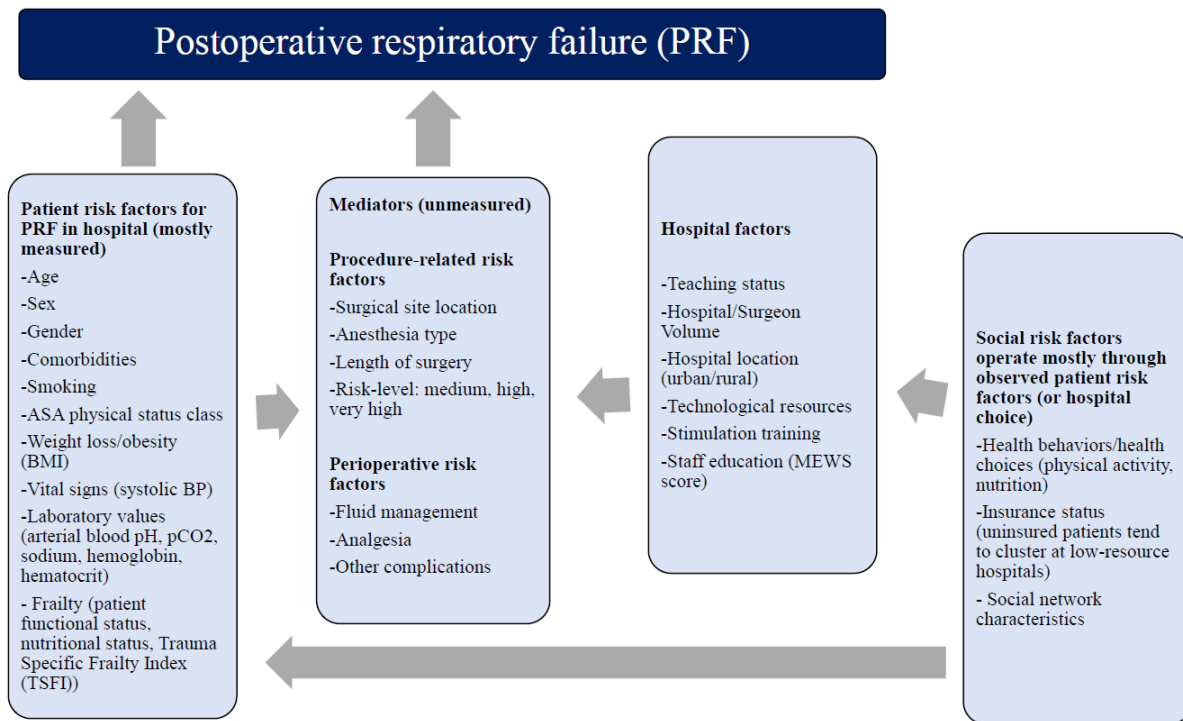 Postoperative respiratory failure (PRF)
Patient risk factors for
PRF in hospital (mostly
measured)
-Age
-Sex
-Gender
-Comorbidities
-Smoking
-ASA physical status class
-Weight loss/obesity
(BMI)
-Vital signs (systolic BP)
-Laboratory values
(arterial blood pH, pCO2,
sodium, hemoglobin,
hematocrit)
- Frailty (patient
functional status,
nutritional status, Trauma
Specific Frailty Index
(TSFI))
Mediators (unmeasured)
Procedure-related risk
factors
-Surgical site location
-Anesthesia type
-Length of surgery
-Risk-level: medium, high,
very high
Perioperative risk
factors
-Fluid management
-Analgesia
-Other complications
Hospital factors
-Teaching status
-Hospital/Surgeon
Volume
-Hospital location
(urban/rural)
-Technological resources
-Stimulation training
-Staff education (MEWS
score)
Social risk factors
operate mostly through
observed patient risk
factors (or hospital
choice)
-Health behaviors/health
choices (physical activity,
nutrition)
-Insurance status
(uninsured patients tend
to cluster at low-resource
hospitals)
- Social network
characteristics